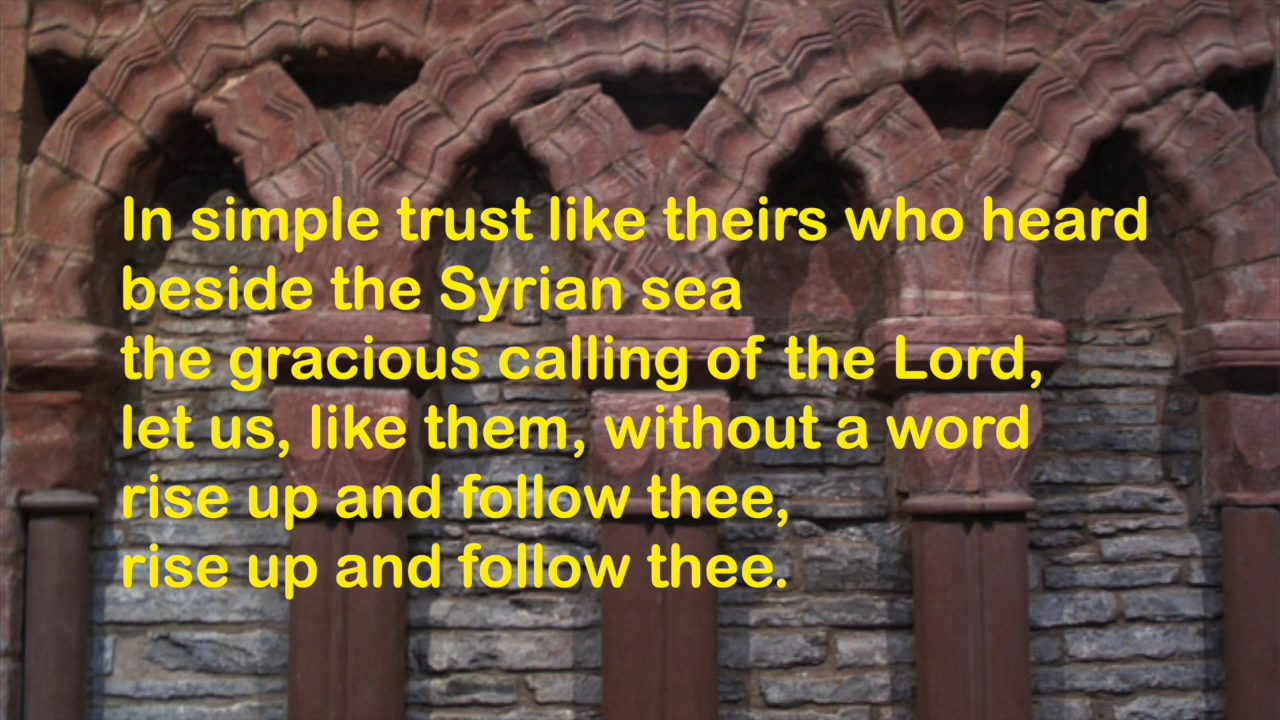 In simple trust like theirs who heard
beside the Syrian sea
the gracious calling of the Lord,
let us, like them, without a word
rise up and follow thee,
rise up and follow thee.